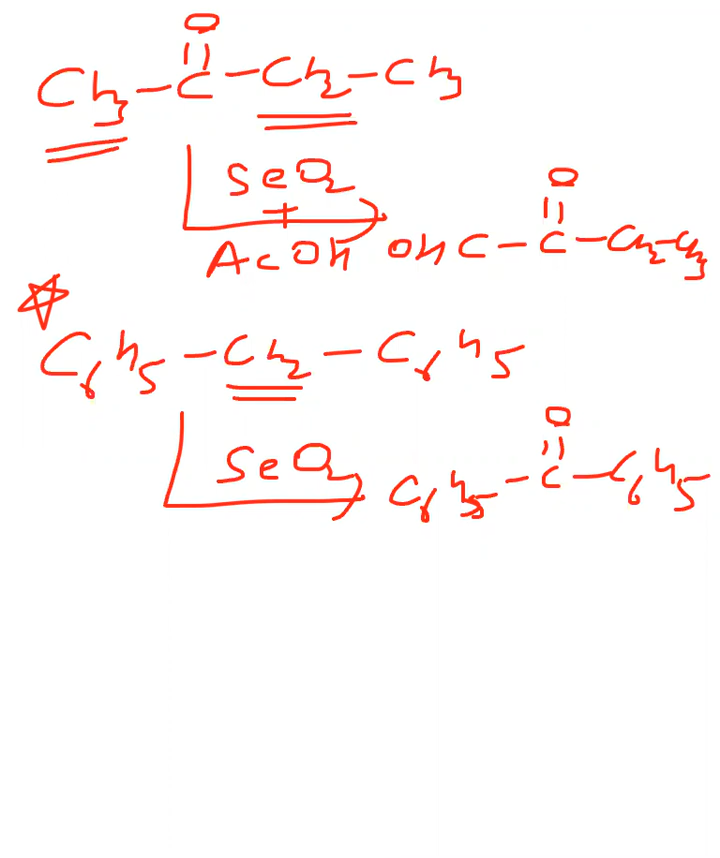 O
CH3-C-CH2-CH3
SeO2
+
AcOH
O
OHC-C-CH2-CH3
C6H5-CH2-C6H5
SeO2
O
C6H5-C-C6H5